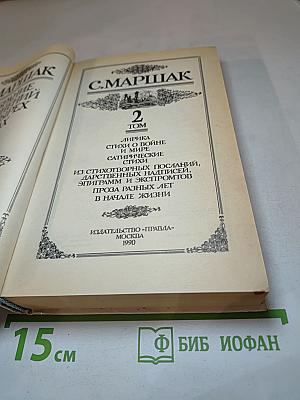 С. МАРШАК
2
ТОМ
ЛИРИКА
СТИХИ О ВОЙНЕ
И МИРЕ
САТИРИЧЕСКИЕ
СТИХИ
ИЗ СТИХОТВОРНЫХ ПОСЛАНИЙ,
ДАРСТВЕННЫХ НАДПИСЕЙ,
ЭПИГРАММ И ЭКСПРОМТОВ
ПРОЗА РАЗНЫХ ЛЕТ
В НАЧАЛЕ ЖИЗНИ
ИЗДАТЕЛЬСТВО «ПРАВДА»
МОСКВА
1990
15 см
Ф БИБ ИОФАН